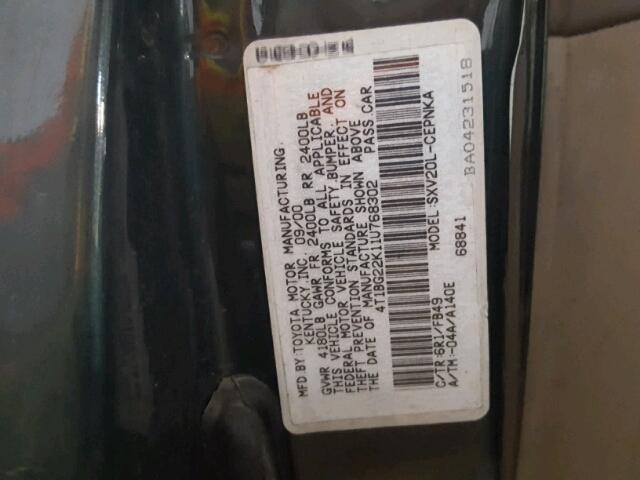 MFD BY TOYOTA MOTOR MANUFACTURING
KENTUCKY, INC. 09/00
GVWR 4180LB GAWR FR 2400LB RR 2400LB
THIS VEHICLE CONFORMS TO ALL APPLICABLE
FEDERAL MOTOR VEHICLE SAFETY, BUMPER, AND
THEFT PREVENTION STANDARDS IN EFFECT ON
THE DATE OF MANUFACTURE SHOWN ABOVE
4T1BG22K11U768302 PASS CAR
MODEL:SXV20L-CEPNKA
C/TR:6R1/FB49 68841
A/TM:-04A/A140E
BA04231518